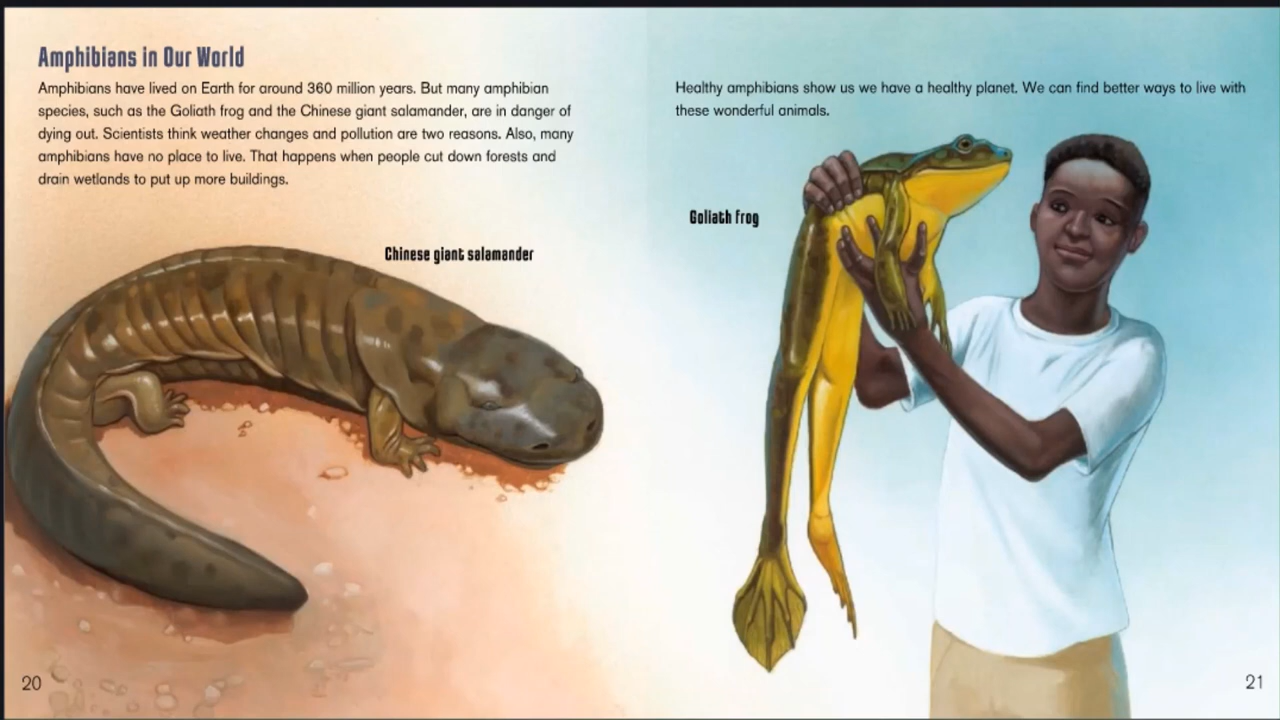 Amphibians in Our World
Amphibians have lived on Earth for around 360 million years. But many amphibian
species, such as the Goliath frog and the Chinese giant salamander, are in danger of
dying out. Scientists think weather changes and pollution are two reasons. Also, many
amphibians have no place to live. That happens when people cut down forests and
drain wetlands to put up more buildings.
Chinese giant salamander
20
Healthy amphibians show us we have a healthy planet. We can find better ways to live with
these wonderful animals.
Goliath frog
21